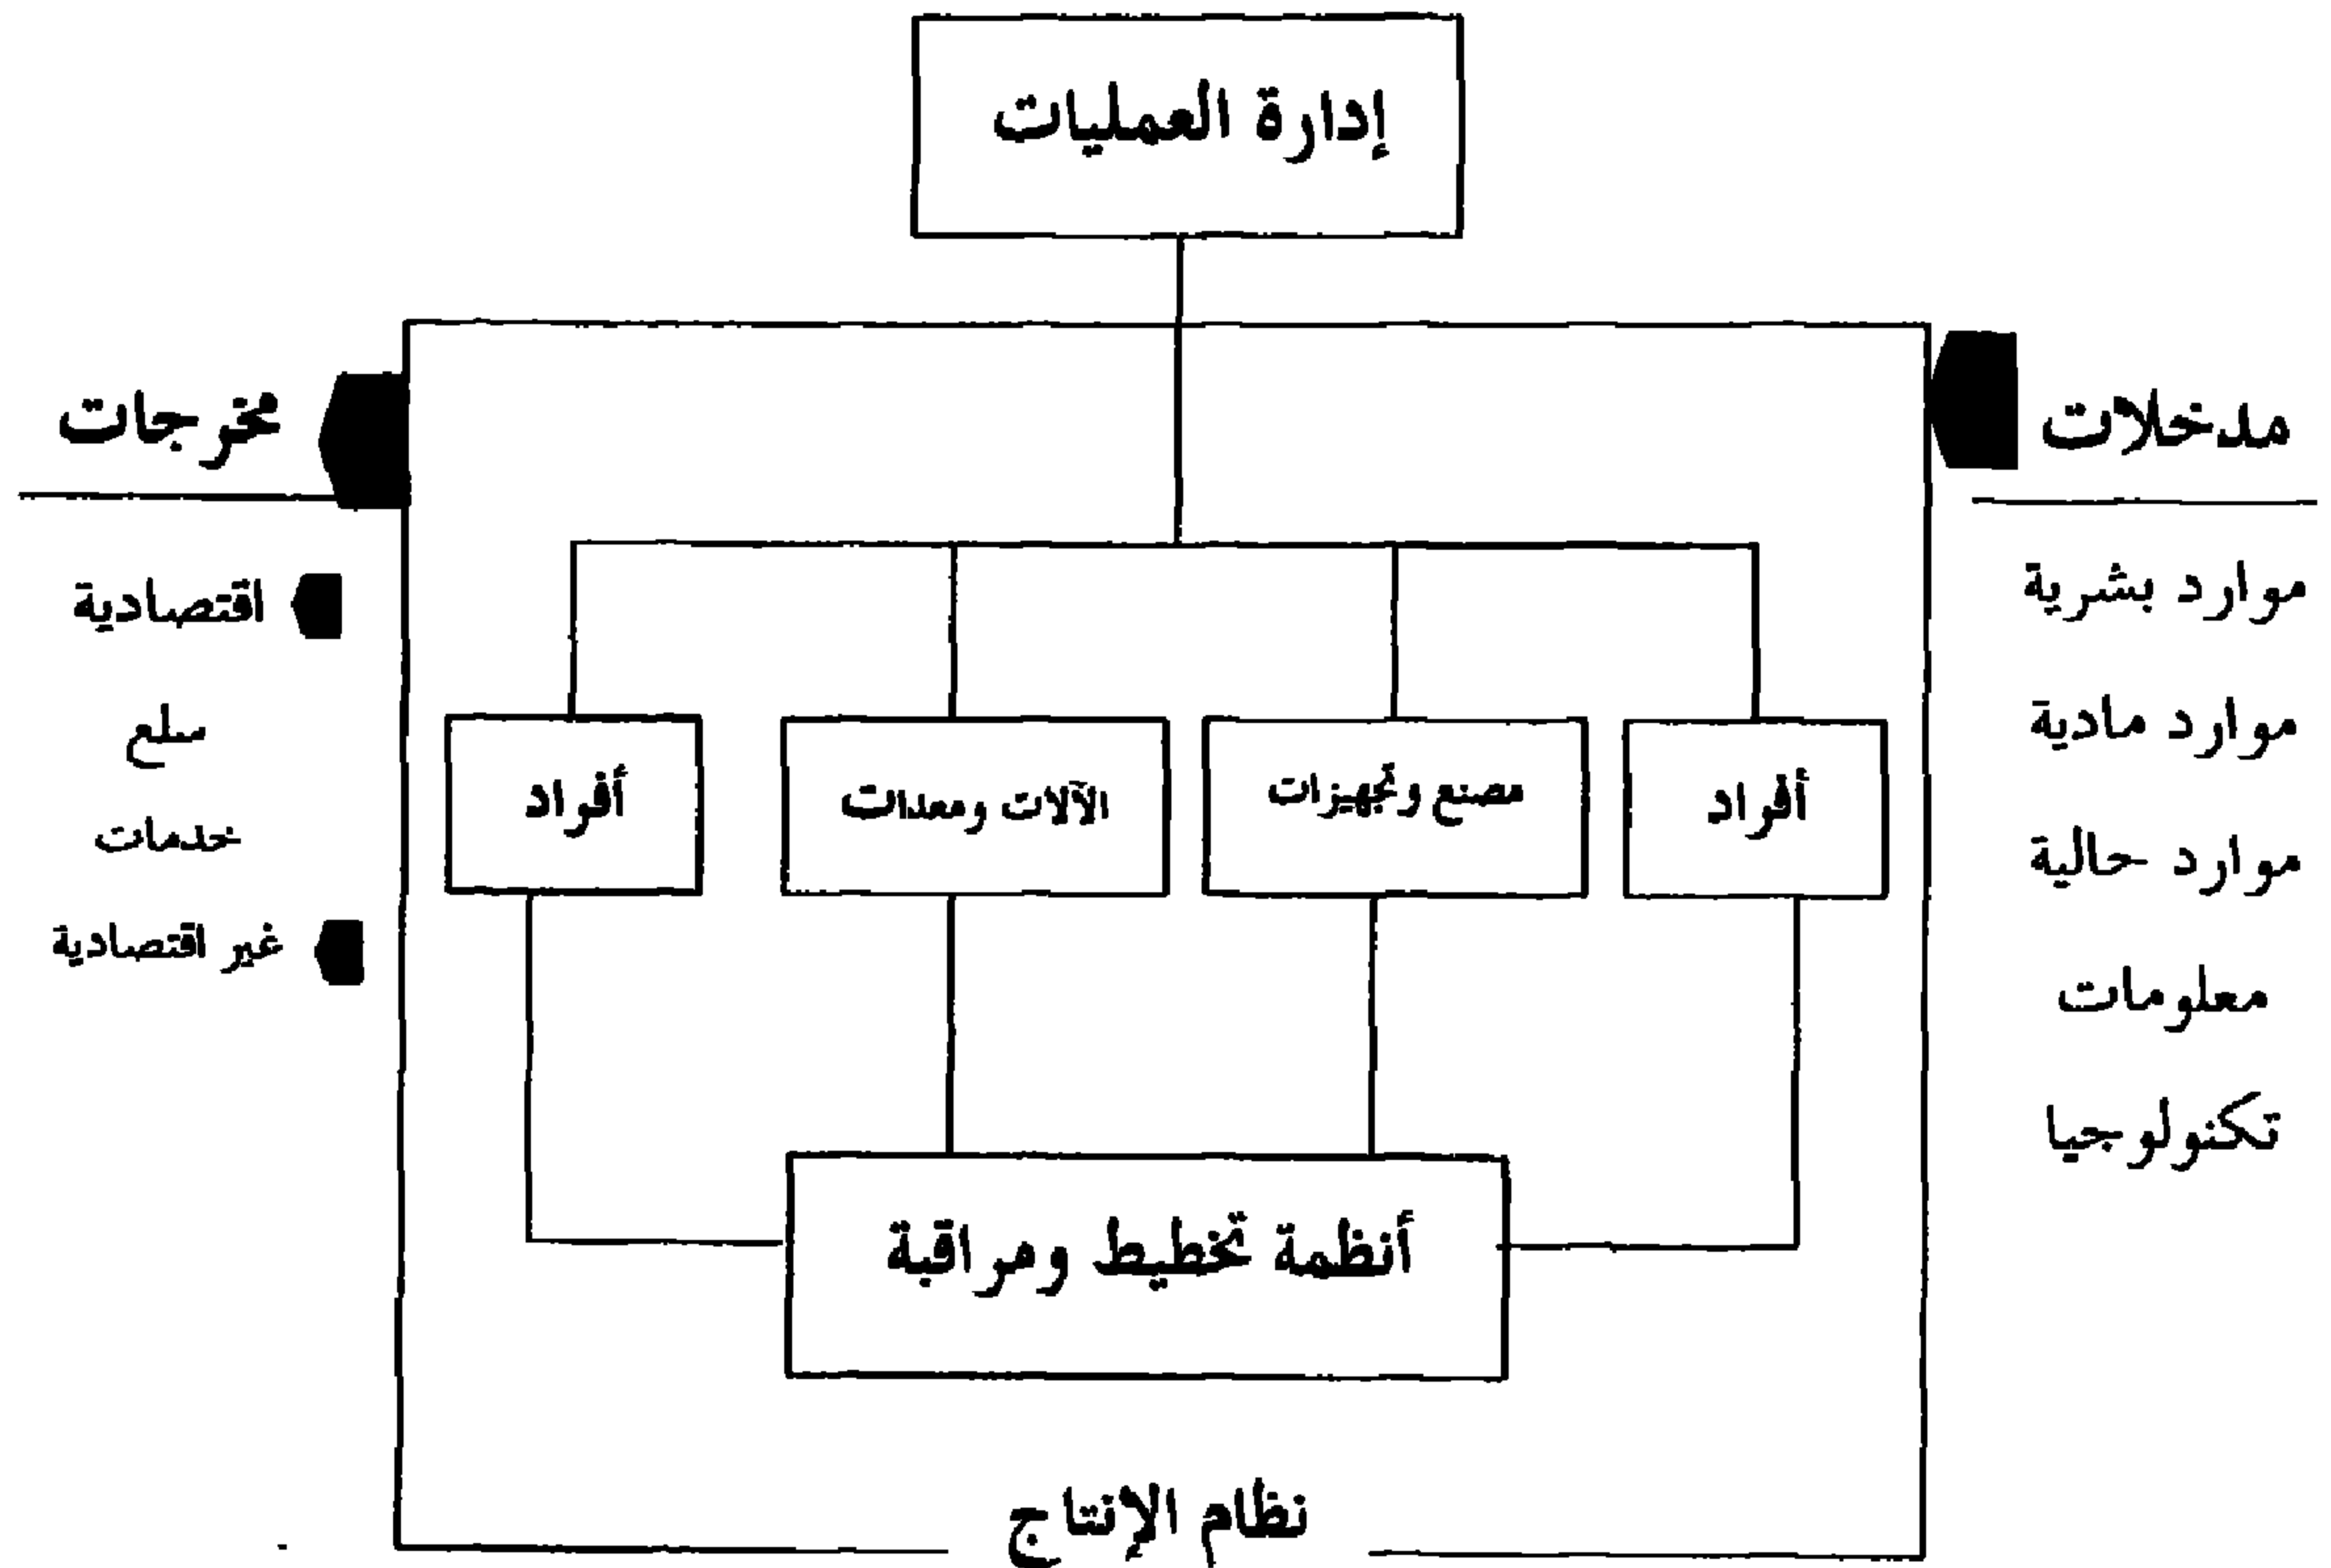 إدارة العمليات
مدخلات
موارد بشرية
موارد مادية
موارد حالية
معلومات
تكنولوجيا
أفراد
مصنع وتجهيزات
الآلات ومعدات
أفراد
أنظمة تخطيط ومراقبة
نظام الإنتاج
مخرجات
اقتصادية
سلع
خدمات
غير اقتصادية